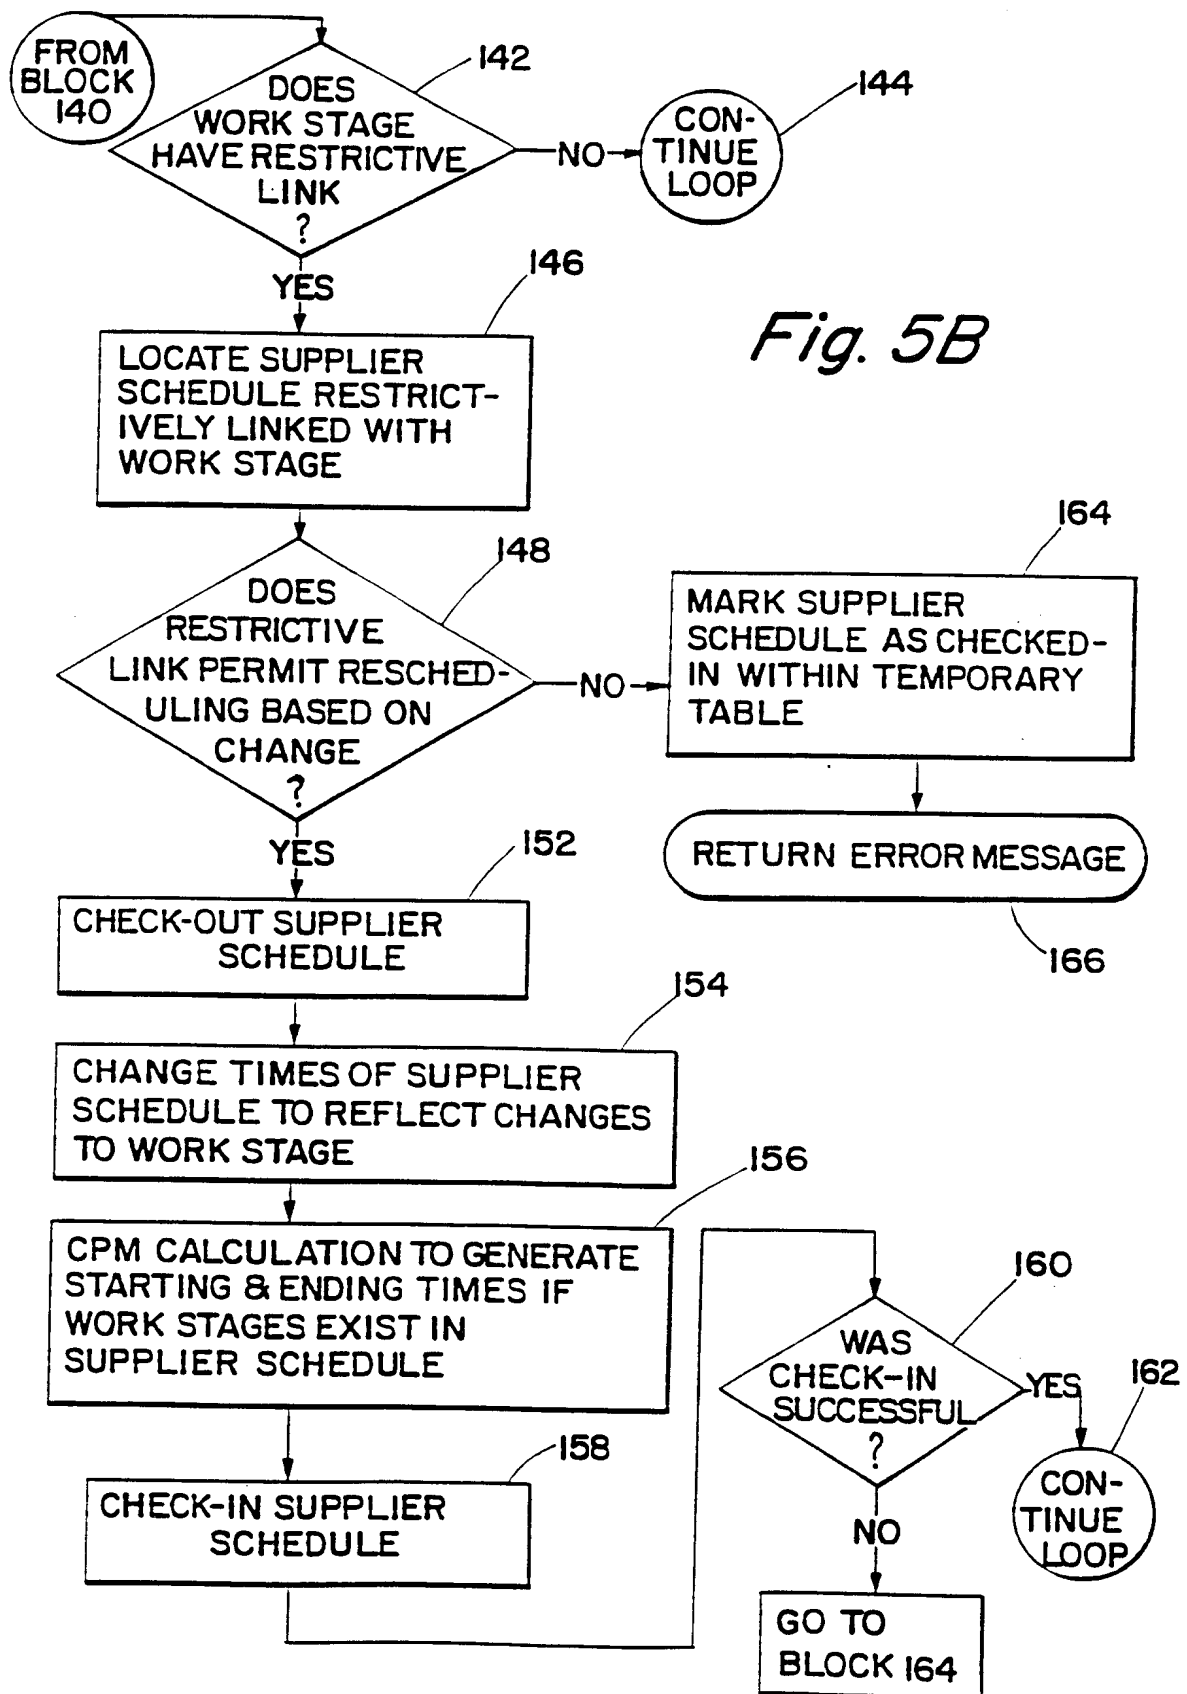 FROM
BLOCK
140
142
DOES
WORK STAGE
HAVE RESTRICTIVE
LINK
?
NO
144
CON-
TINUE
LOOP
YES
146
LOCATE SUPPLIER
SCHEDULE RESTRICT-
IVELY LINKED WITH
WORK STAGE
Fig. 5B
148
DOES
RESTRICTIVE
LINK PERMIT RESCHED-
ULING BASED ON
CHANGE
?
NO
164
MARK SUPPLIER
SCHEDULE AS CHECKED-
IN WITHIN TEMPORARY
TABLE
RETURN ERROR MESSAGE
166
YES
152
CHECK-OUT SUPPLIER
SCHEDULE
154
CHANGE TIMES OF SUPPLIER
SCHEDULE TO REFLECT CHANGES
TO WORK STAGE
156
CPM CALCULATION TO GENERATE
STARTING & ENDING TIMES IF
WORK STAGES EXIST IN
SUPPLIER SCHEDULE
158
CHECK-IN SUPPLIER
SCHEDULE
160
WAS
CHECK-IN
SUCCESSFUL
?
YES
162
CON-
TINUE
LOOP
NO
GO TO
BLOCK 164